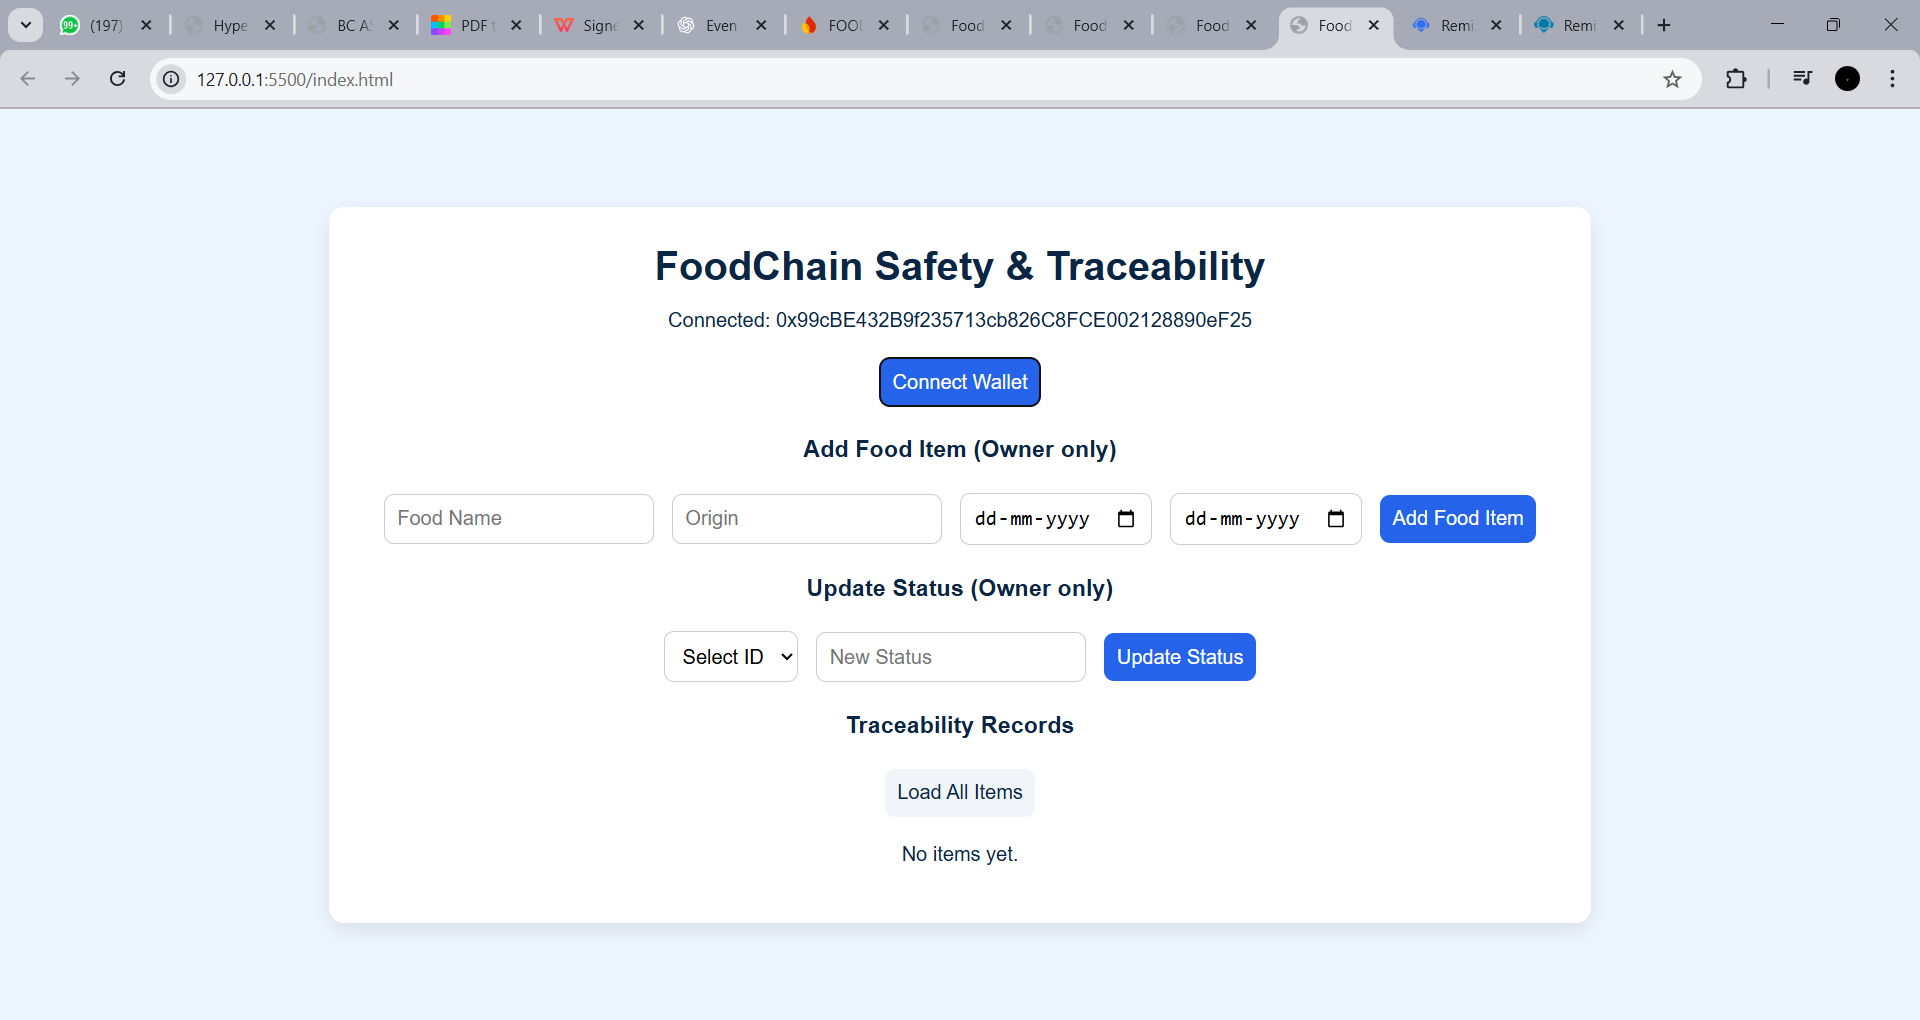 99+ (197) Hype BC A PDF t Signe Even FOO Food Food Food Food Remi Remi
127.0.0.1:5500/index.html
FoodChain Safety & Traceability
Connected: 0x99cBE432B9f235713cb826C8FCE002128890eF25
Connect Wallet
Add Food Item (Owner only)
Food Name Origin dd-mm-yyyy dd-mm-yyyy Add Food Item
Update Status (Owner only)
Select ID New Status Update Status
Traceability Records
Load All Items
No items yet.